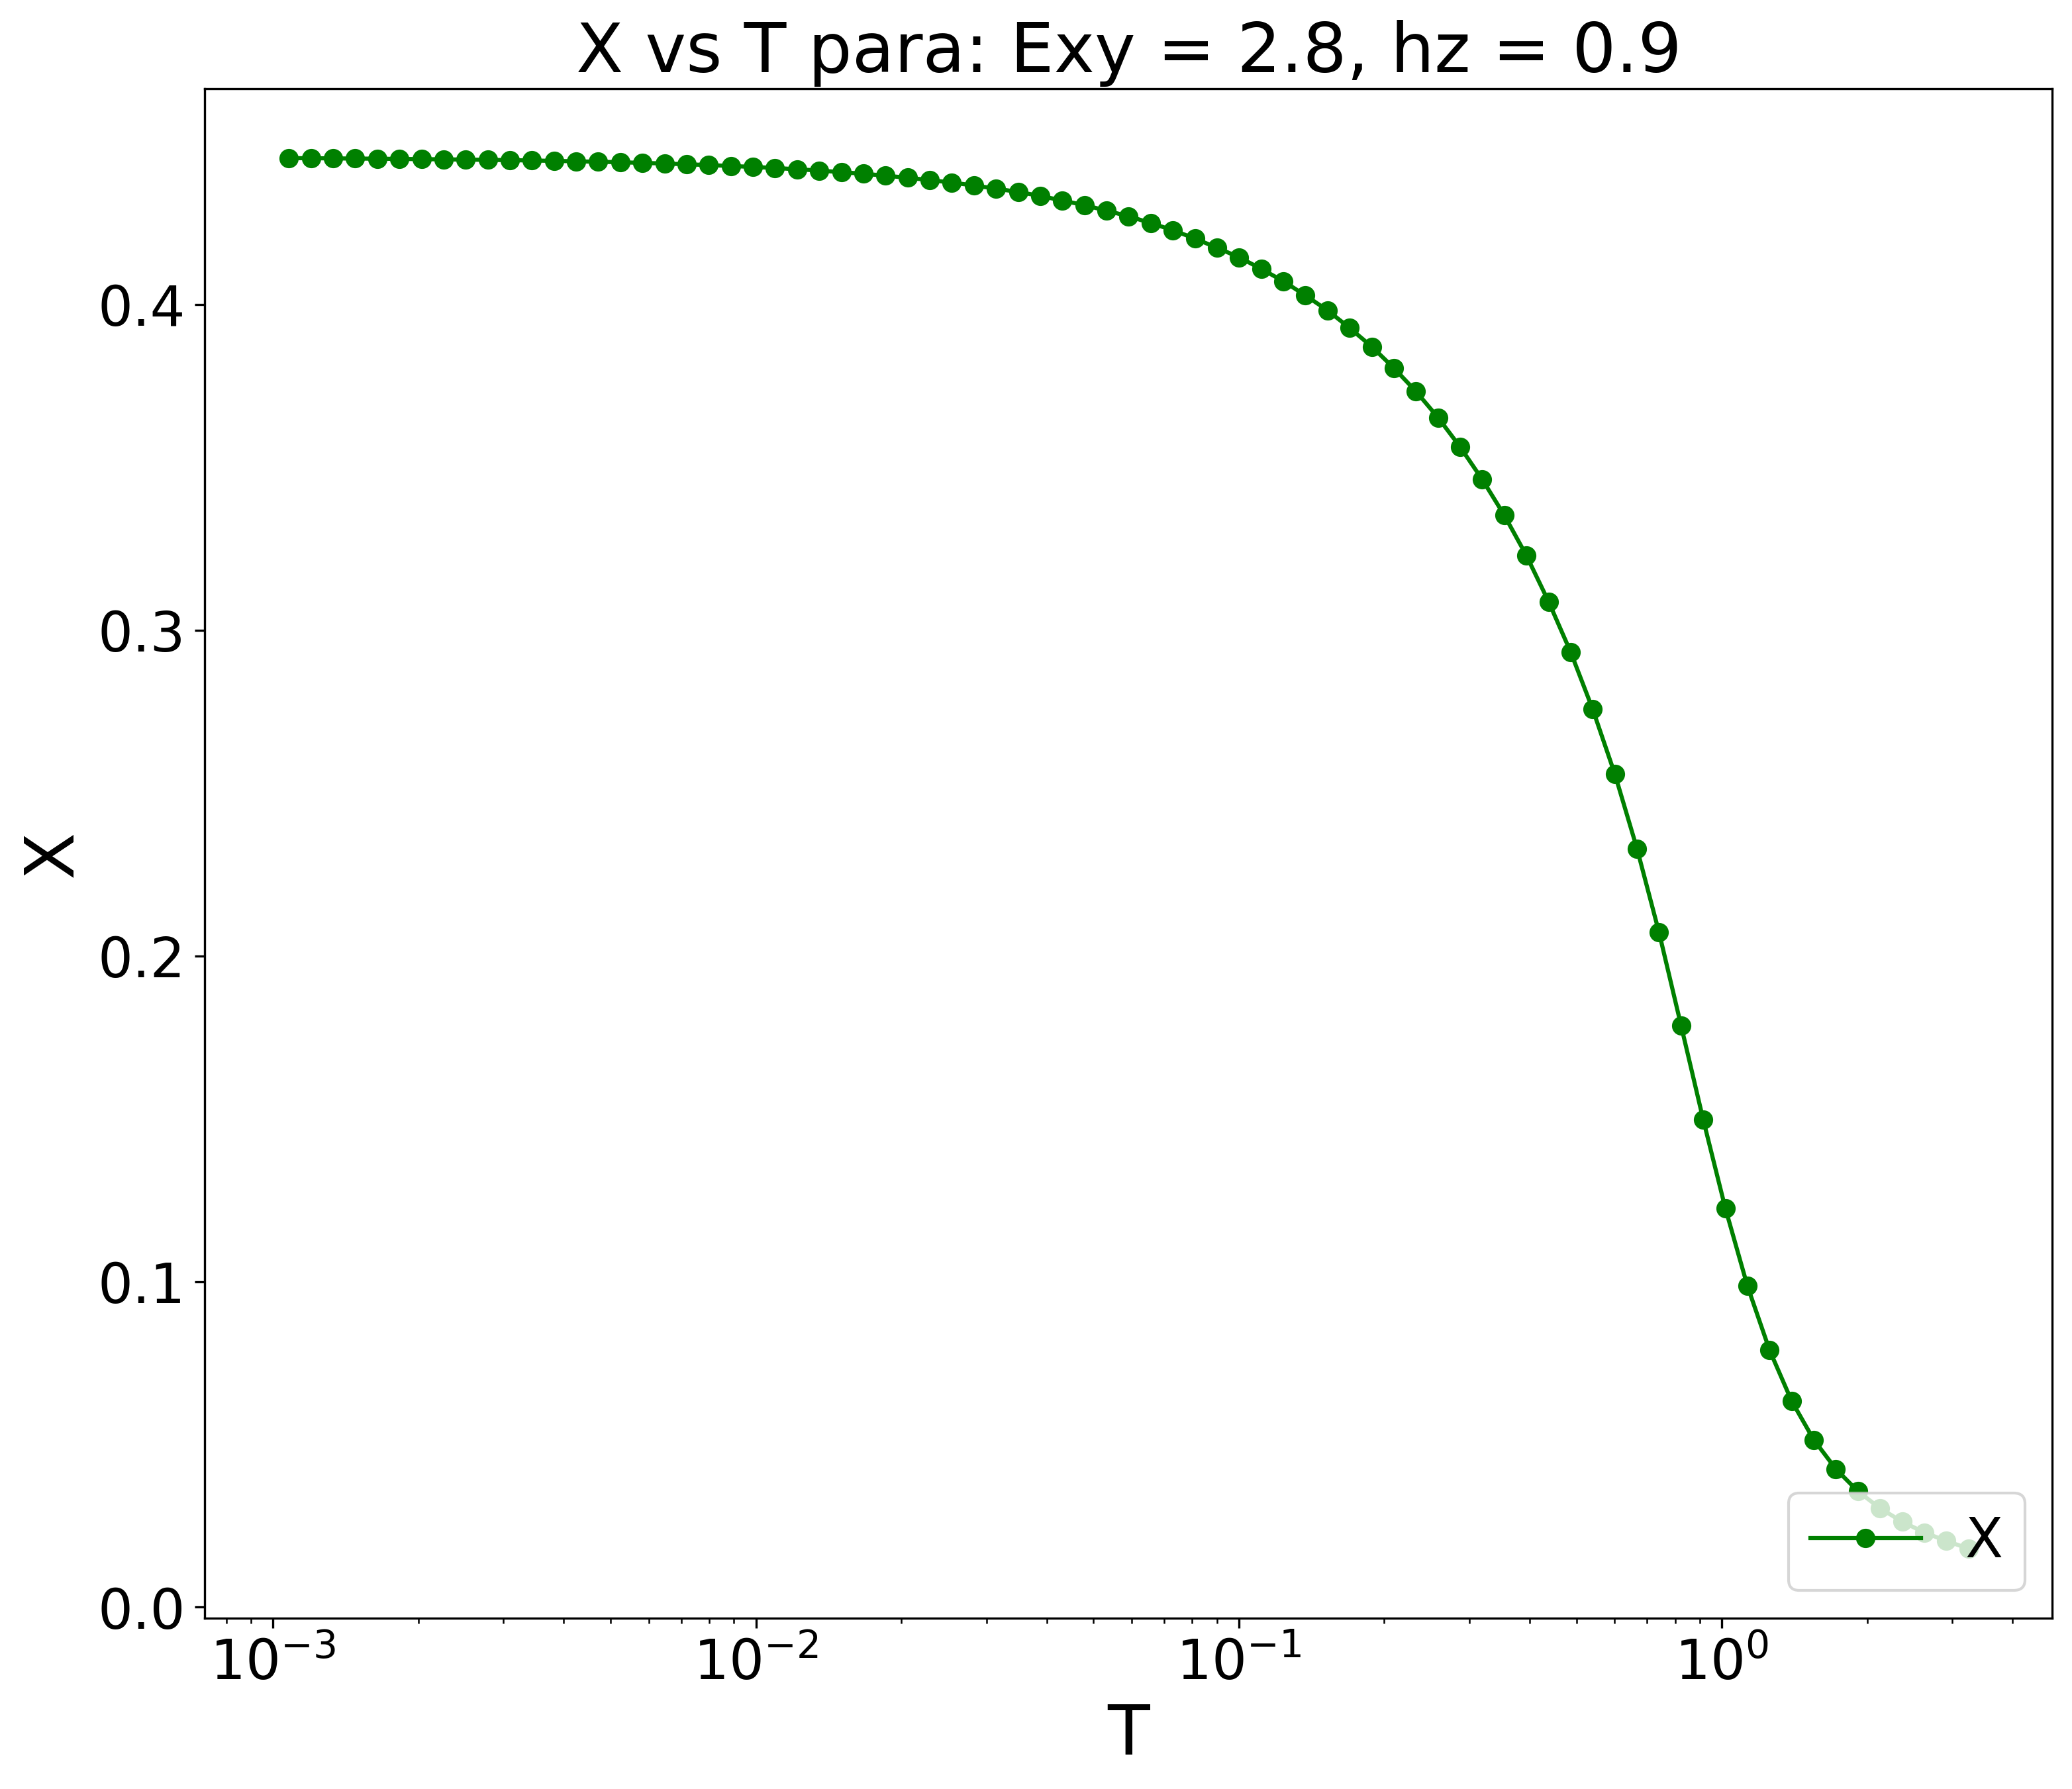 X vs T para: Exy = 2.8, hz = 0.9
X
0.4
0.3
0.2
0.1
0.0
10⁻³ 10⁻² 10⁻¹ 10⁰
T
X